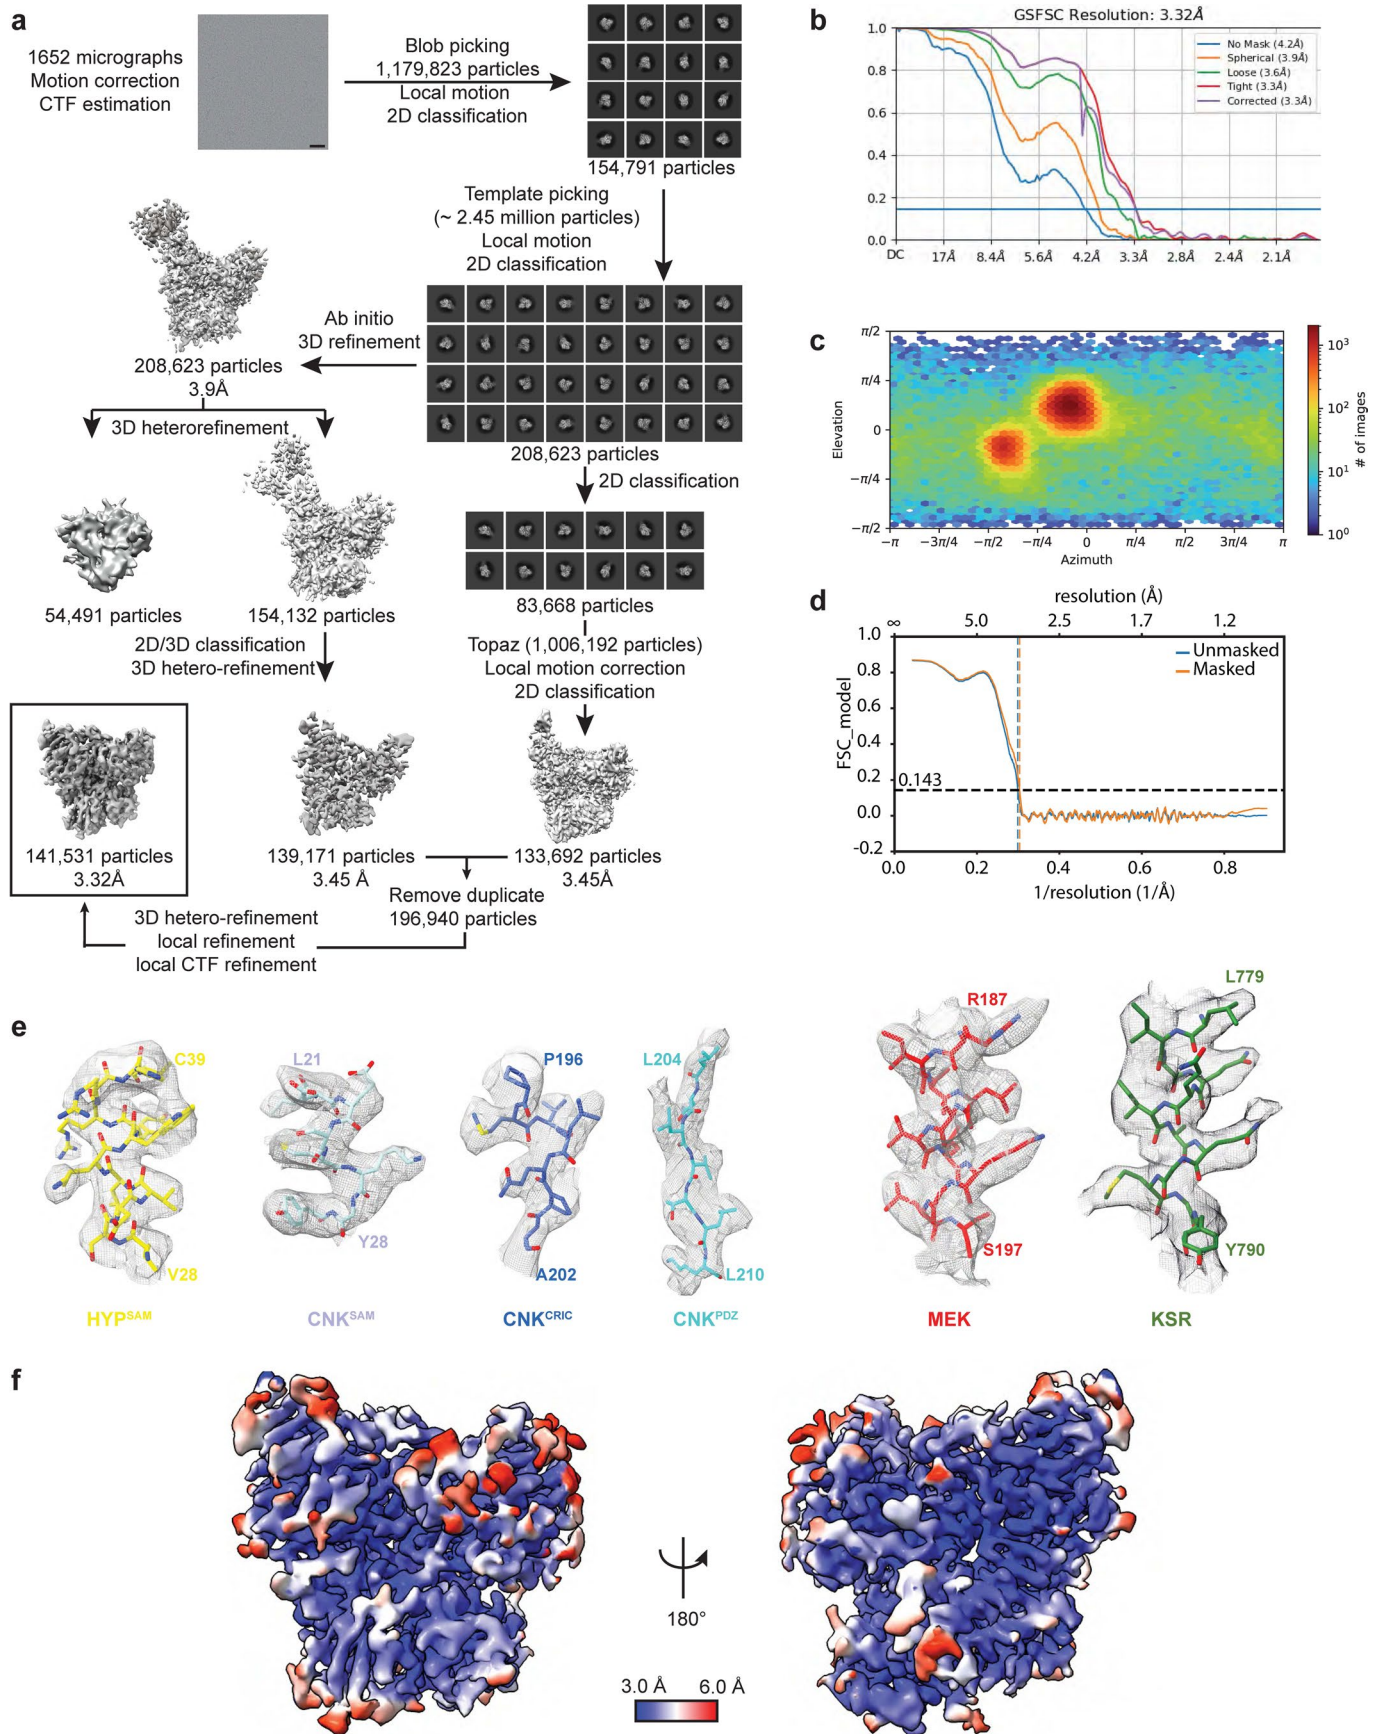 a
1652 micrographs
Motion correction
CTF estimation
Blob picking
1,179,823 particles
Local motion
2D classification
154,791 particles
Template picking
(~ 2.45 million particles)
Local motion
2D classification
Ab initio
3D refinement
208,623 particles
3.9Å
3D heterorefinement
208,623 particles
2D classification
54,491 particles
154,132 particles
83,668 particles
2D/3D classification
3D hetero-refinement
Topaz (1,006,192 particles)
Local motion correction
2D classification
141,531 particles
3.32Å
139,171 particles
3.45 Å
133,692 particles
3.45Å
Remove duplicate
196,940 particles
3D hetero-refinement
local refinement
local CTF refinement
b
GSFSC Resolution: 3.32Å
1.0
0.8
0.6
0.4
0.2
0.0
No Mask (4.2Å)
Spherical (3.9Å)
Loose (3.6Å)
Tight (3.3Å)
Corrected (3.3Å)
DC 17Å 8.4Å 5.6Å 4.2Å 3.3Å 2.8Å 2.4Å 2.1Å
c
π/2
π/4
0
−π/4
−π/2
Elevation
−π −3π/4 −π/2 −π/4 0 π/4 π/2 3π/4 π
Azimuth
10³
10²
10¹
10⁰
# of images
d
resolution (Å)
∞ 5.0 2.5 1.7 1.2
1.0
0.8
0.6
0.4
0.2
0.0
-0.2
FSC_model
Unmasked
Masked
0.143
0.0 0.2 0.4 0.6 0.8
1/resolution (1/Å)
e
C39
V28
HYPSAM
L21
Y28
CNKSAM
P196
A202
CNKCRIC
L204
L210
CNKPDZ
R187
S197
MEK
L779
Y790
KSR
f
180°
3.0 Å 6.0 Å